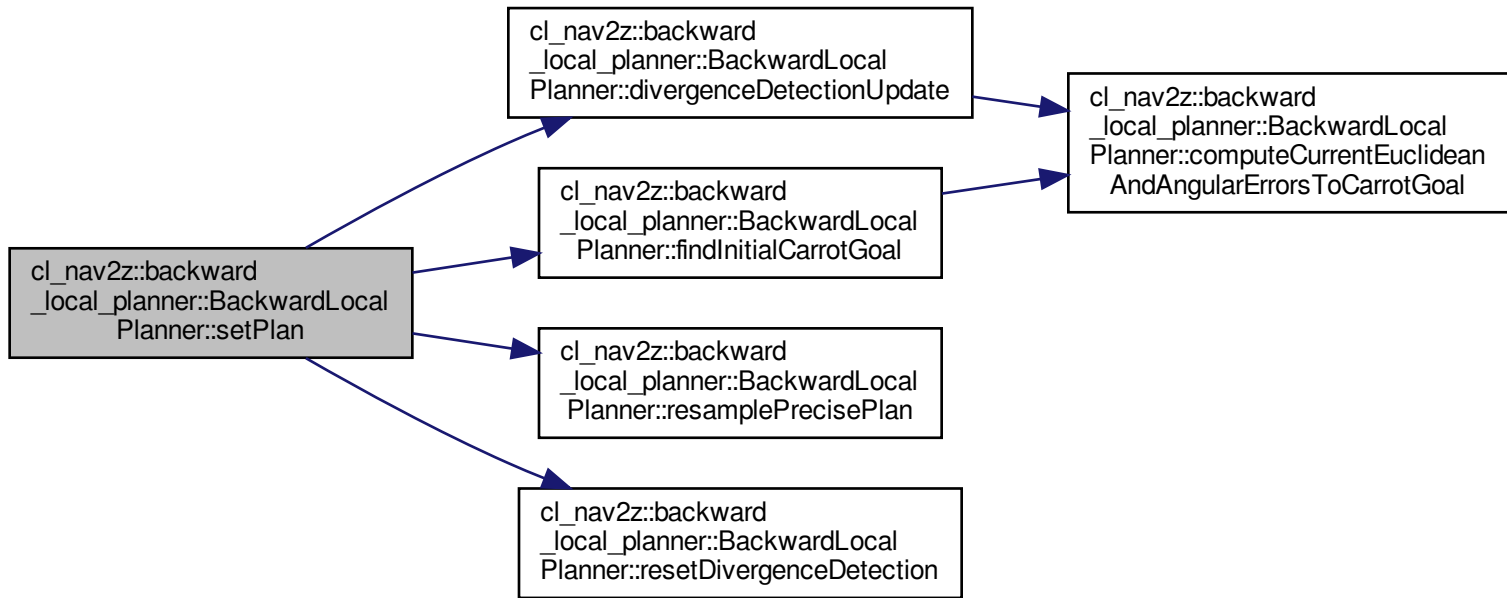 cl_nav2z::backward
_local_planner::BackwardLocal
Planner::setPlan
cl_nav2z::backward
_local_planner::BackwardLocal
Planner::divergenceDetectionUpdate
cl_nav2z::backward
_local_planner::BackwardLocal
Planner::findInitialCarrotGoal
cl_nav2z::backward
_local_planner::BackwardLocal
Planner::resamplePrecisePlan
cl_nav2z::backward
_local_planner::BackwardLocal
Planner::resetDivergenceDetection
cl_nav2z::backward
_local_planner::BackwardLocal
Planner::computeCurrentEuclidean
AndAngularErrorsToCarrotGoal